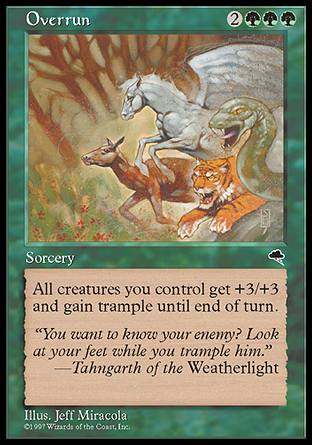 Overrun 2
Sorcery
All creatures you control get +3/+3
and gain trample until end of turn.
“You want to know your enemy? Look
at your feet while you trample him.”
—Tahngarth of the Weatherlight
Illus. Jeff Miracola
©1997 Wizards of the Coast, Inc.